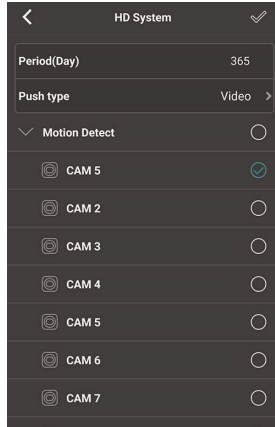 HD System
Period(Day) 365
Push type Video
Motion Detect
CAM 5
CAM 2
CAM 3
CAM 4
CAM 5
CAM 6
CAM 7